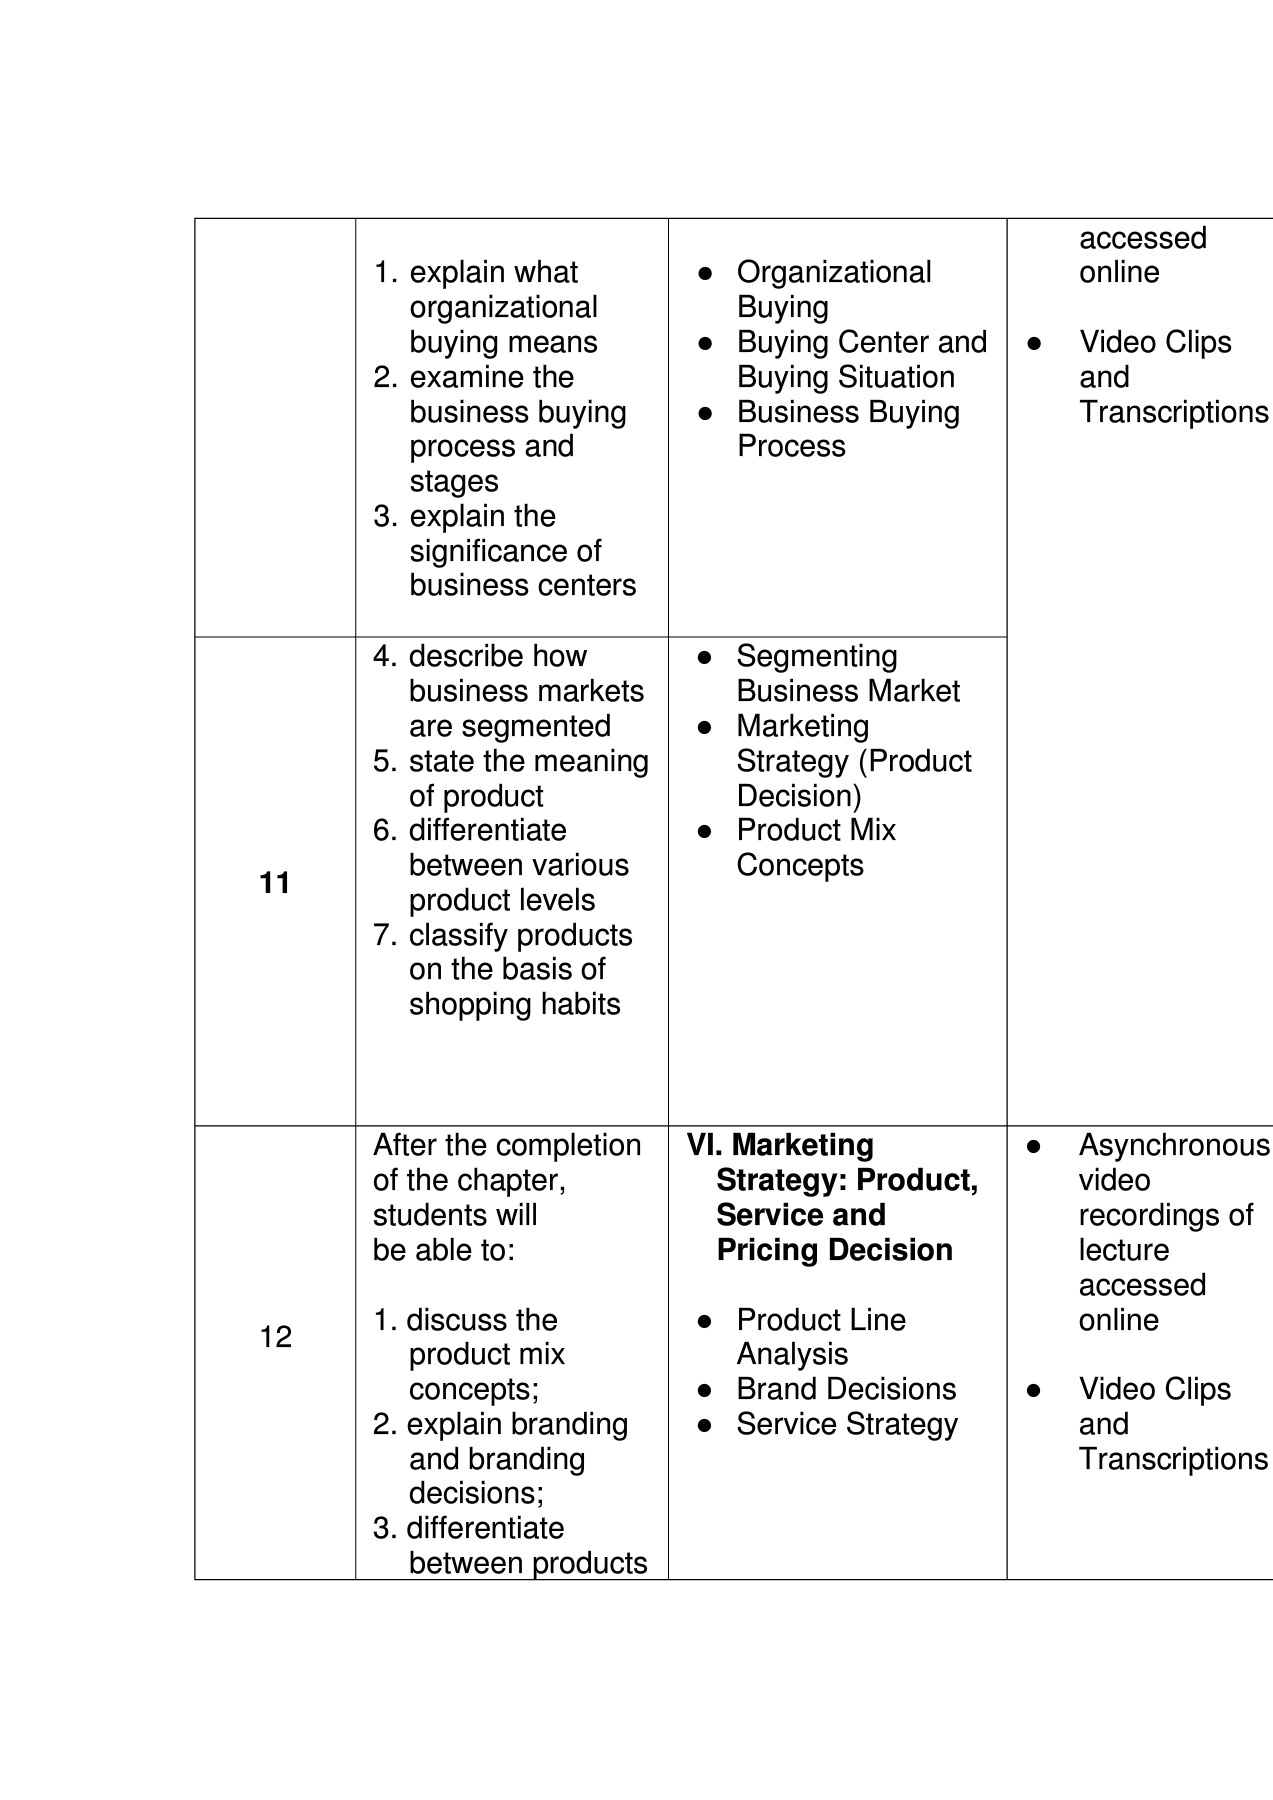 1. explain what
organizational
buying means
2. examine the
business buying
process and
stages
3. explain the
significance of
business centers
● Organizational
Buying
● Buying Center and
Buying Situation
● Business Buying
Process
accessed
online
● Video Clips
and
Transcriptions
11
4. describe how
business markets
are segmented
5. state the meaning
of product
6. differentiate
between various
product levels
7. classify products
on the basis of
shopping habits
● Segmenting
Business Market
● Marketing
Strategy (Product
Decision)
● Product Mix
Concepts
12
After the completion
of the chapter,
students will
be able to:
1. discuss the
product mix
concepts;
2. explain branding
and branding
decisions;
3. differentiate
between products
VI. Marketing
Strategy: Product,
Service and
Pricing Decision
● Product Line
Analysis
● Brand Decisions
● Service Strategy
● Asynchronous
video
recordings of
lecture
accessed
online
● Video Clips
and
Transcriptions